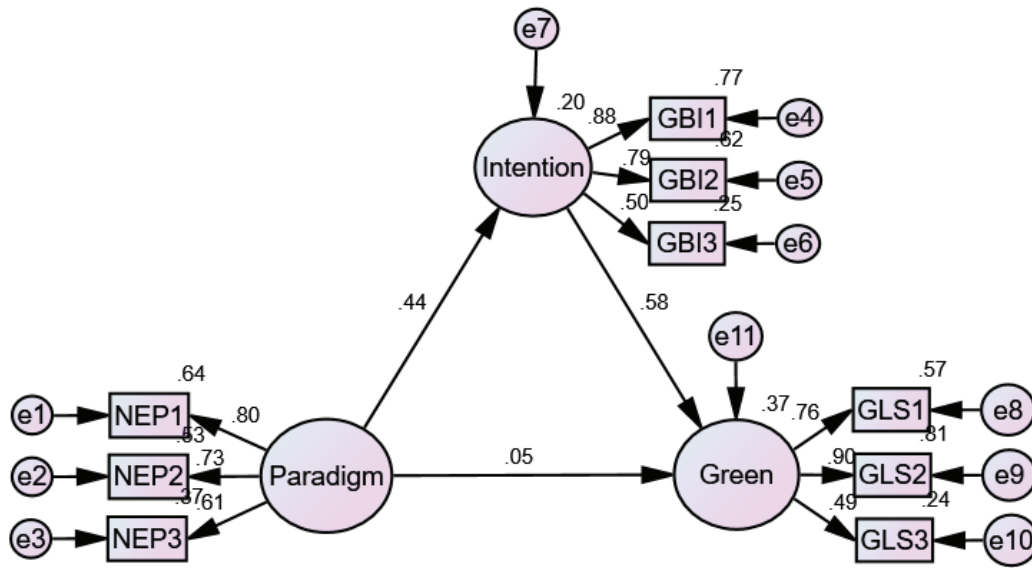 e7
.77
.20
.88
GBI1
e4
.62
Intention
.79
GBI2
e5
.50
.25
GBI3
e6
.44
.58
e11
.64
.57
e1
NEP1
.80
.37
.76
GLS1
e8
.53
.81
e2
NEP2
.73
Paradigm
.05
Green
.90
GLS2
e9
.37
.61
.49
.24
e3
NEP3
GLS3
e10